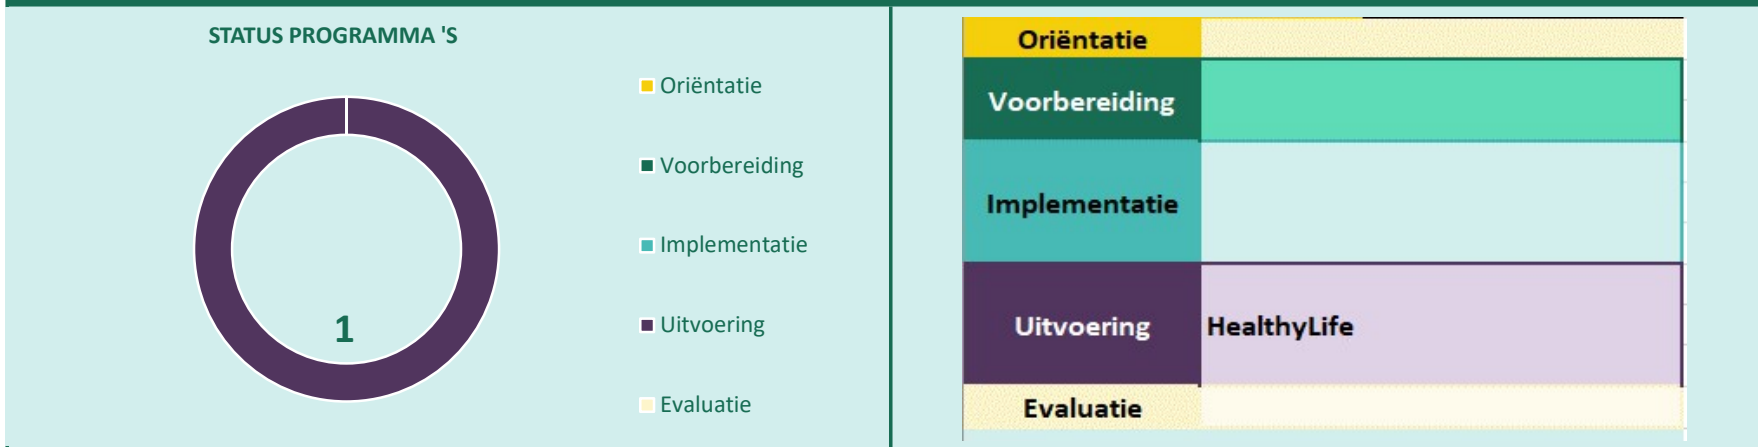 STATUS PROGRAMMA 'S
Oriëntatie
Voorbereiding
Implementatie
Uitvoering
Evaluatie
1
Oriëntatie
Voorbereiding
Implementatie
Uitvoering HealthyLife
Evaluatie